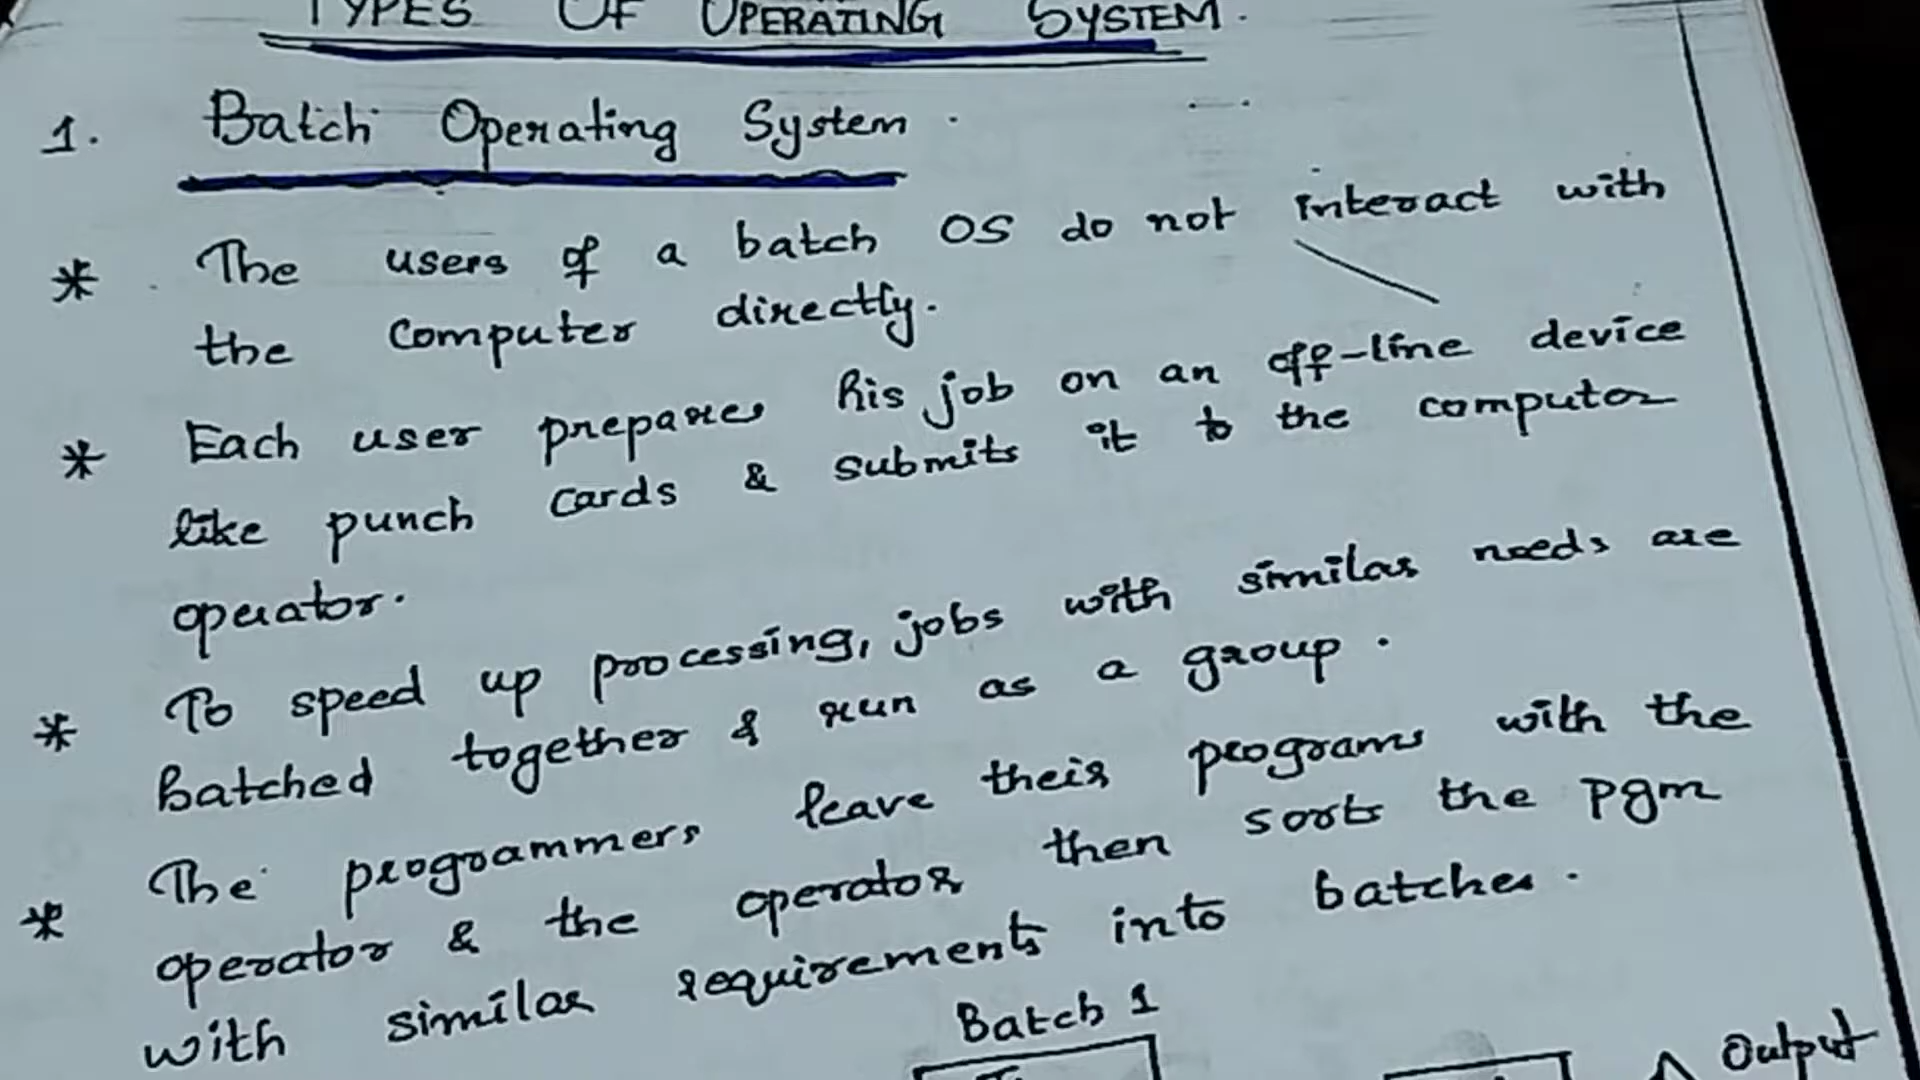 TYPES OF OPERATING SYSTEM.
1. Batch Operating System.
* The users of a batch OS do not interact with
the computer directly.
* Each user prepares his job on an off-line device
like punch cards & submits it to the computer
operator.
* To speed up processing, jobs with similar needs are
Batched together & run as a group.
* The programmers leave their programs with the
operator & the operator then sorts the pgm
with similar requirements into batches.
Batch 1
Output